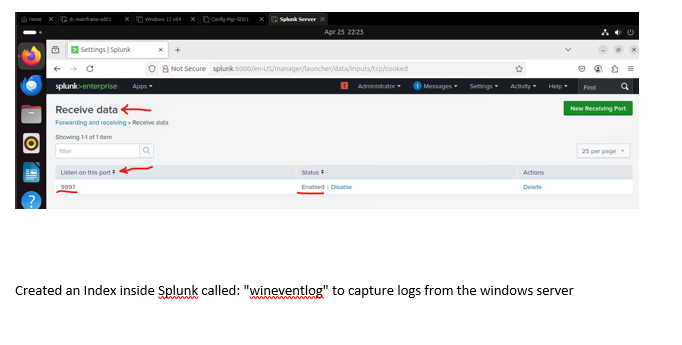 Home
dc-mainframe-sd01
Windows 11 x64
Config-Mgr-SD01
Splunk Server
Apr 25 22:25
Settings | Splunk
Not Secure splunk:8000/en-US/manager/launcher/data/inputs/tcp/cooked
splunk>enterprise Apps Administrator 1 Messages Settings Activity Help Find
Receive data
New Receiving Port
Forwarding and receiving » Receive data
Showing 1-1 of 1 item
filter
25 per page
Listen on this port Status Actions
9997 Enabled | Disable Delete
Created an Index inside Splunk called: "wineventlog" to capture logs from the windows server